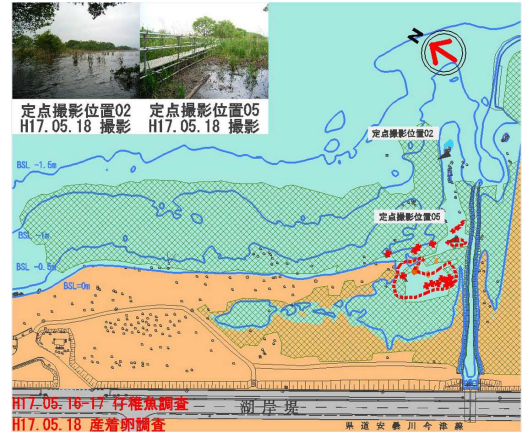 定点撮影位置02
H17.05.18 撮影
定点撮影位置05
H17.05.18 撮影
N
定点撮影位置02
BSL -1.5m
定点撮影位置05
BSL -1m
BSL -0.5m
BSL=0m
H17.05.16-17 仔稚魚調査
湖岸堤
H17.05.18 産着卵調査
県道安曇川今津線